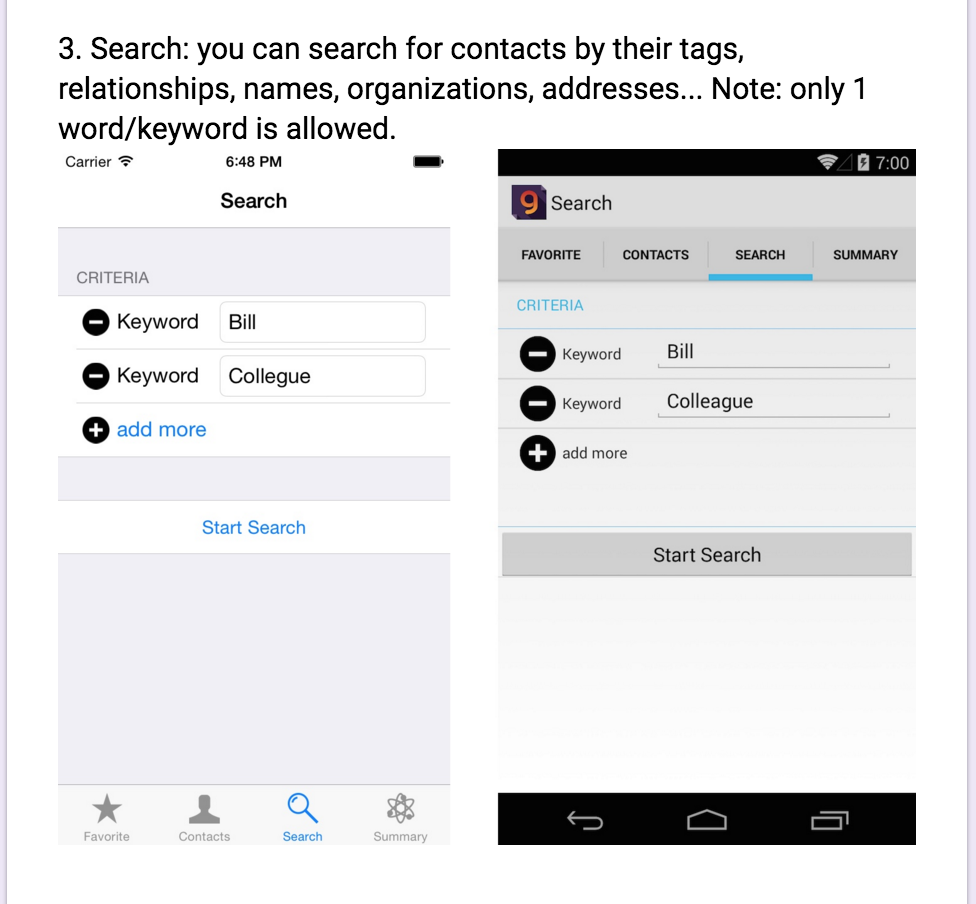 3. Search: you can search for contacts by their tags,
relationships, names, organizations, addresses... Note: only 1
word/keyword is allowed.
Carrier 6:48 PM
Search
CRITERIA
Keyword Bill
Keyword Collegue
add more
Start Search
Favorite Contacts Search Summary
7:00
9 Search
FAVORITE CONTACTS SEARCH SUMMARY
CRITERIA
Keyword Bill
Keyword Colleague
add more
Start Search